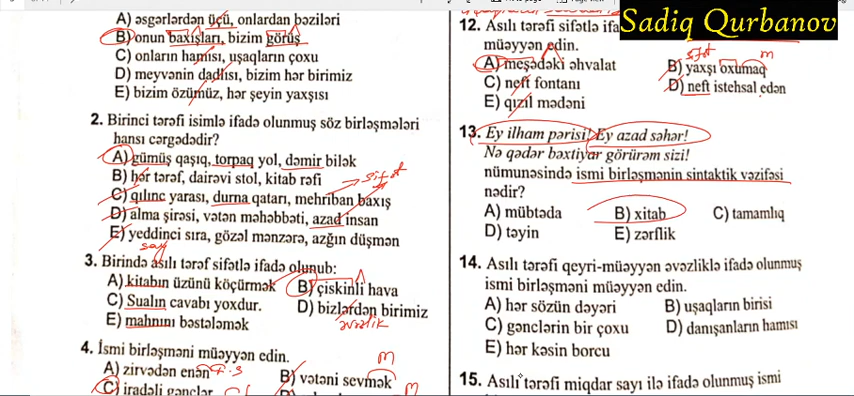 A) əsgərlərdən üçü, onlardan bəziləri
B) onun baxışları, bizim görüş
C) onların hamısı, uşaqların çoxu
D) meyvənin dadlısı, bizim hər birimiz
E) bizim özümüz, hər şeyin yaxşısı
2. Birinci tərəfi isimlə ifadə olunmuş söz birləşmələri
hansı cərgədədir?
A) gümüş qaşıq, torpaq yol, dəmir bilək
B) hər tərəf, dairəvi stol, kitab rəfi
sifət
C) qılınc yarası, durna qatarı, mehriban baxış
D) alma şirəsi, vətən məhəbbəti, azad insan
E) yeddinci sıra, gözəl mənzərə, azğın düşmən
say
3. Birində asılı tərəf sifətlə ifadə olunub:
A) kitabın üzünü köçürmək B) çiskinli hava
C) Sualın cavabı yoxdur. D) bizlərdən birimiz
əvəzlik
E) mahnını bəstələmək
4. İsmi birləşməni müəyyən edin.
m
A) zirvədən enən B) vətəni sevmək
C) iradəli gənclər
Sadiq Qurbanov
12. Asılı tərəfi sifətlə ifa
müəyyən edin.
sifət m
A) meşədəki əhvalat B) yaxşı oxumaq
C) neft fontanı D) neft istehsal edən
E) qızıl mədəni
13. Ey ilham pərisi! Ey azad səhər!
Nə qədər bəxtiyar görürəm sizi!
nümunəsində ismi birləşmənin sintaktik vəzifəsi
nədir?
A) mübtəda B) xitab C) tamamlıq
D) təyin E) zərflik
14. Asılı tərəfi qeyri-müəyyən əvəzliklə ifadə olunmuş
ismi birləşməni müəyyən edin.
A) hər sözün dəyəri B) uşaqların birisi
C) gənclərin bir çoxu D) danışanların hamısı
E) hər kəsin borcu
15. Asılı tərəfi miqdar sayı ilə ifadə olunmuş ismi